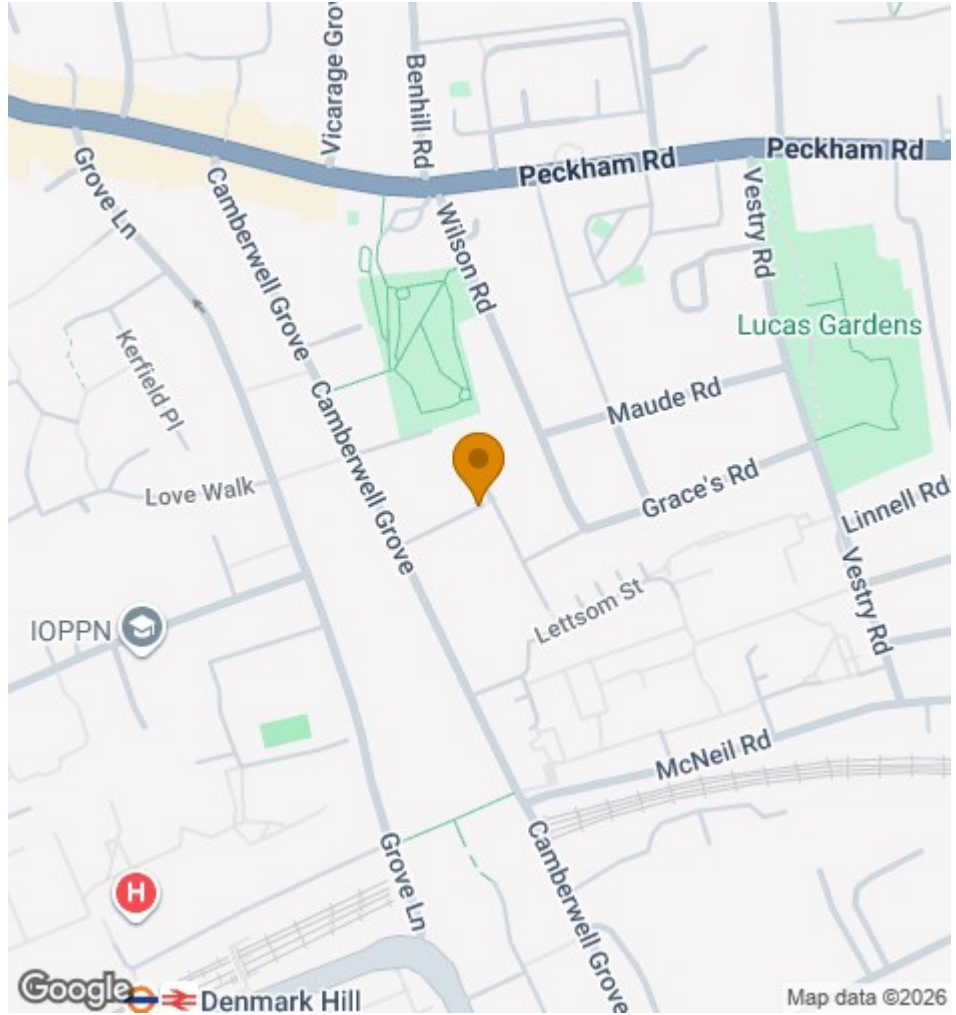 Vicarage Gro
Benhill Rd
Peckham Rd
Peckham Rd
Grove Ln
Camberwell Grove
Wilson Rd
Vestry Rd
Lucas Gardens
Kerfield Pl
Camberwell Grove
Maude Rd
Love Walk
Grace's Rd
Linnell Rd
Lettsom St
Vestry Rd
IOPPN
McNeil Rd
Grove Ln
Camberwell Grove
H
Google
Denmark Hill
Map data ©2026